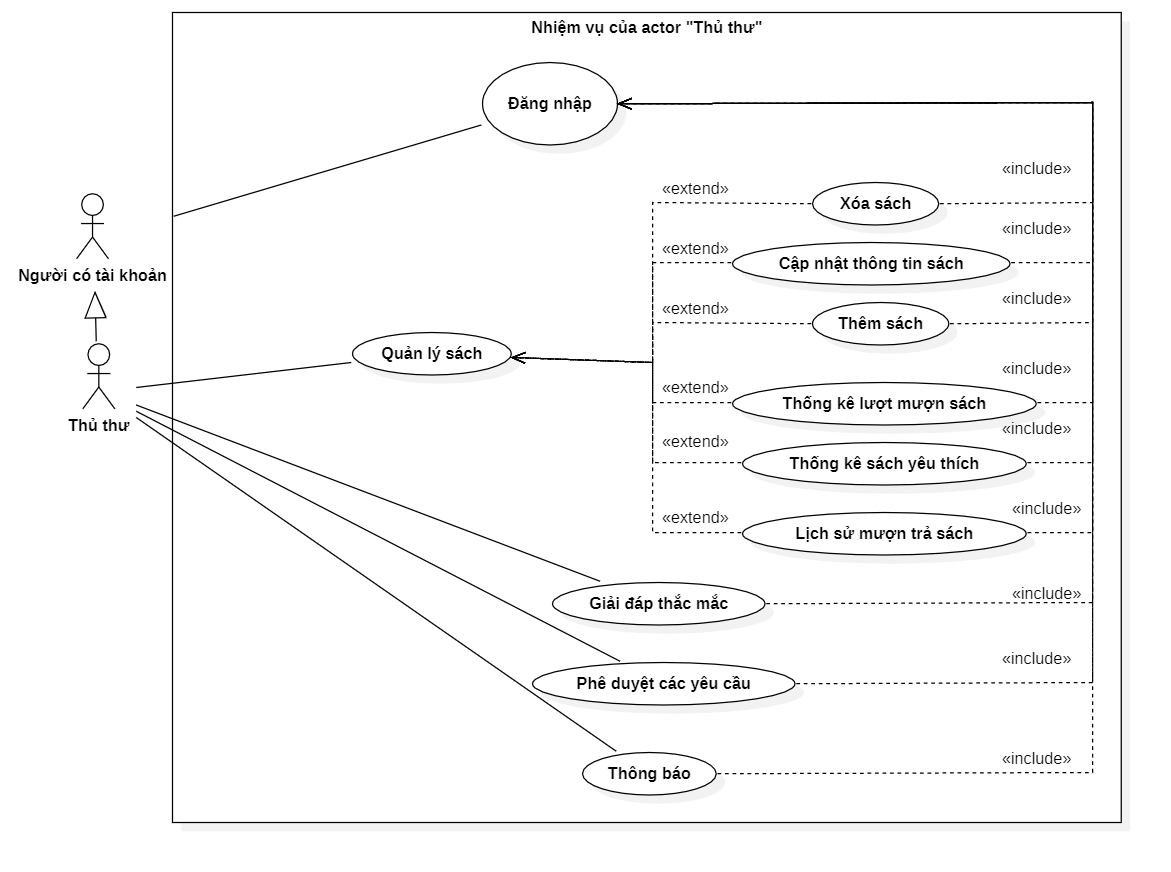 Nhiệm vụ của actor "Thủ thư"
Đăng nhập
«include»
«extend»
Xóa sách
«include»
«extend»
Cập nhật thông tin sách
Người có tài khoản
«include»
«extend»
Thêm sách
Quản lý sách
«include»
«extend»
Thống kê lượt mượn sách
Thủ thư
«include»
«extend»
Thống kê sách yêu thích
«include»
«extend»
Lịch sử mượn trả sách
«include»
Giải đáp thắc mắc
«include»
Phê duyệt các yêu cầu
«include»
Thông báo